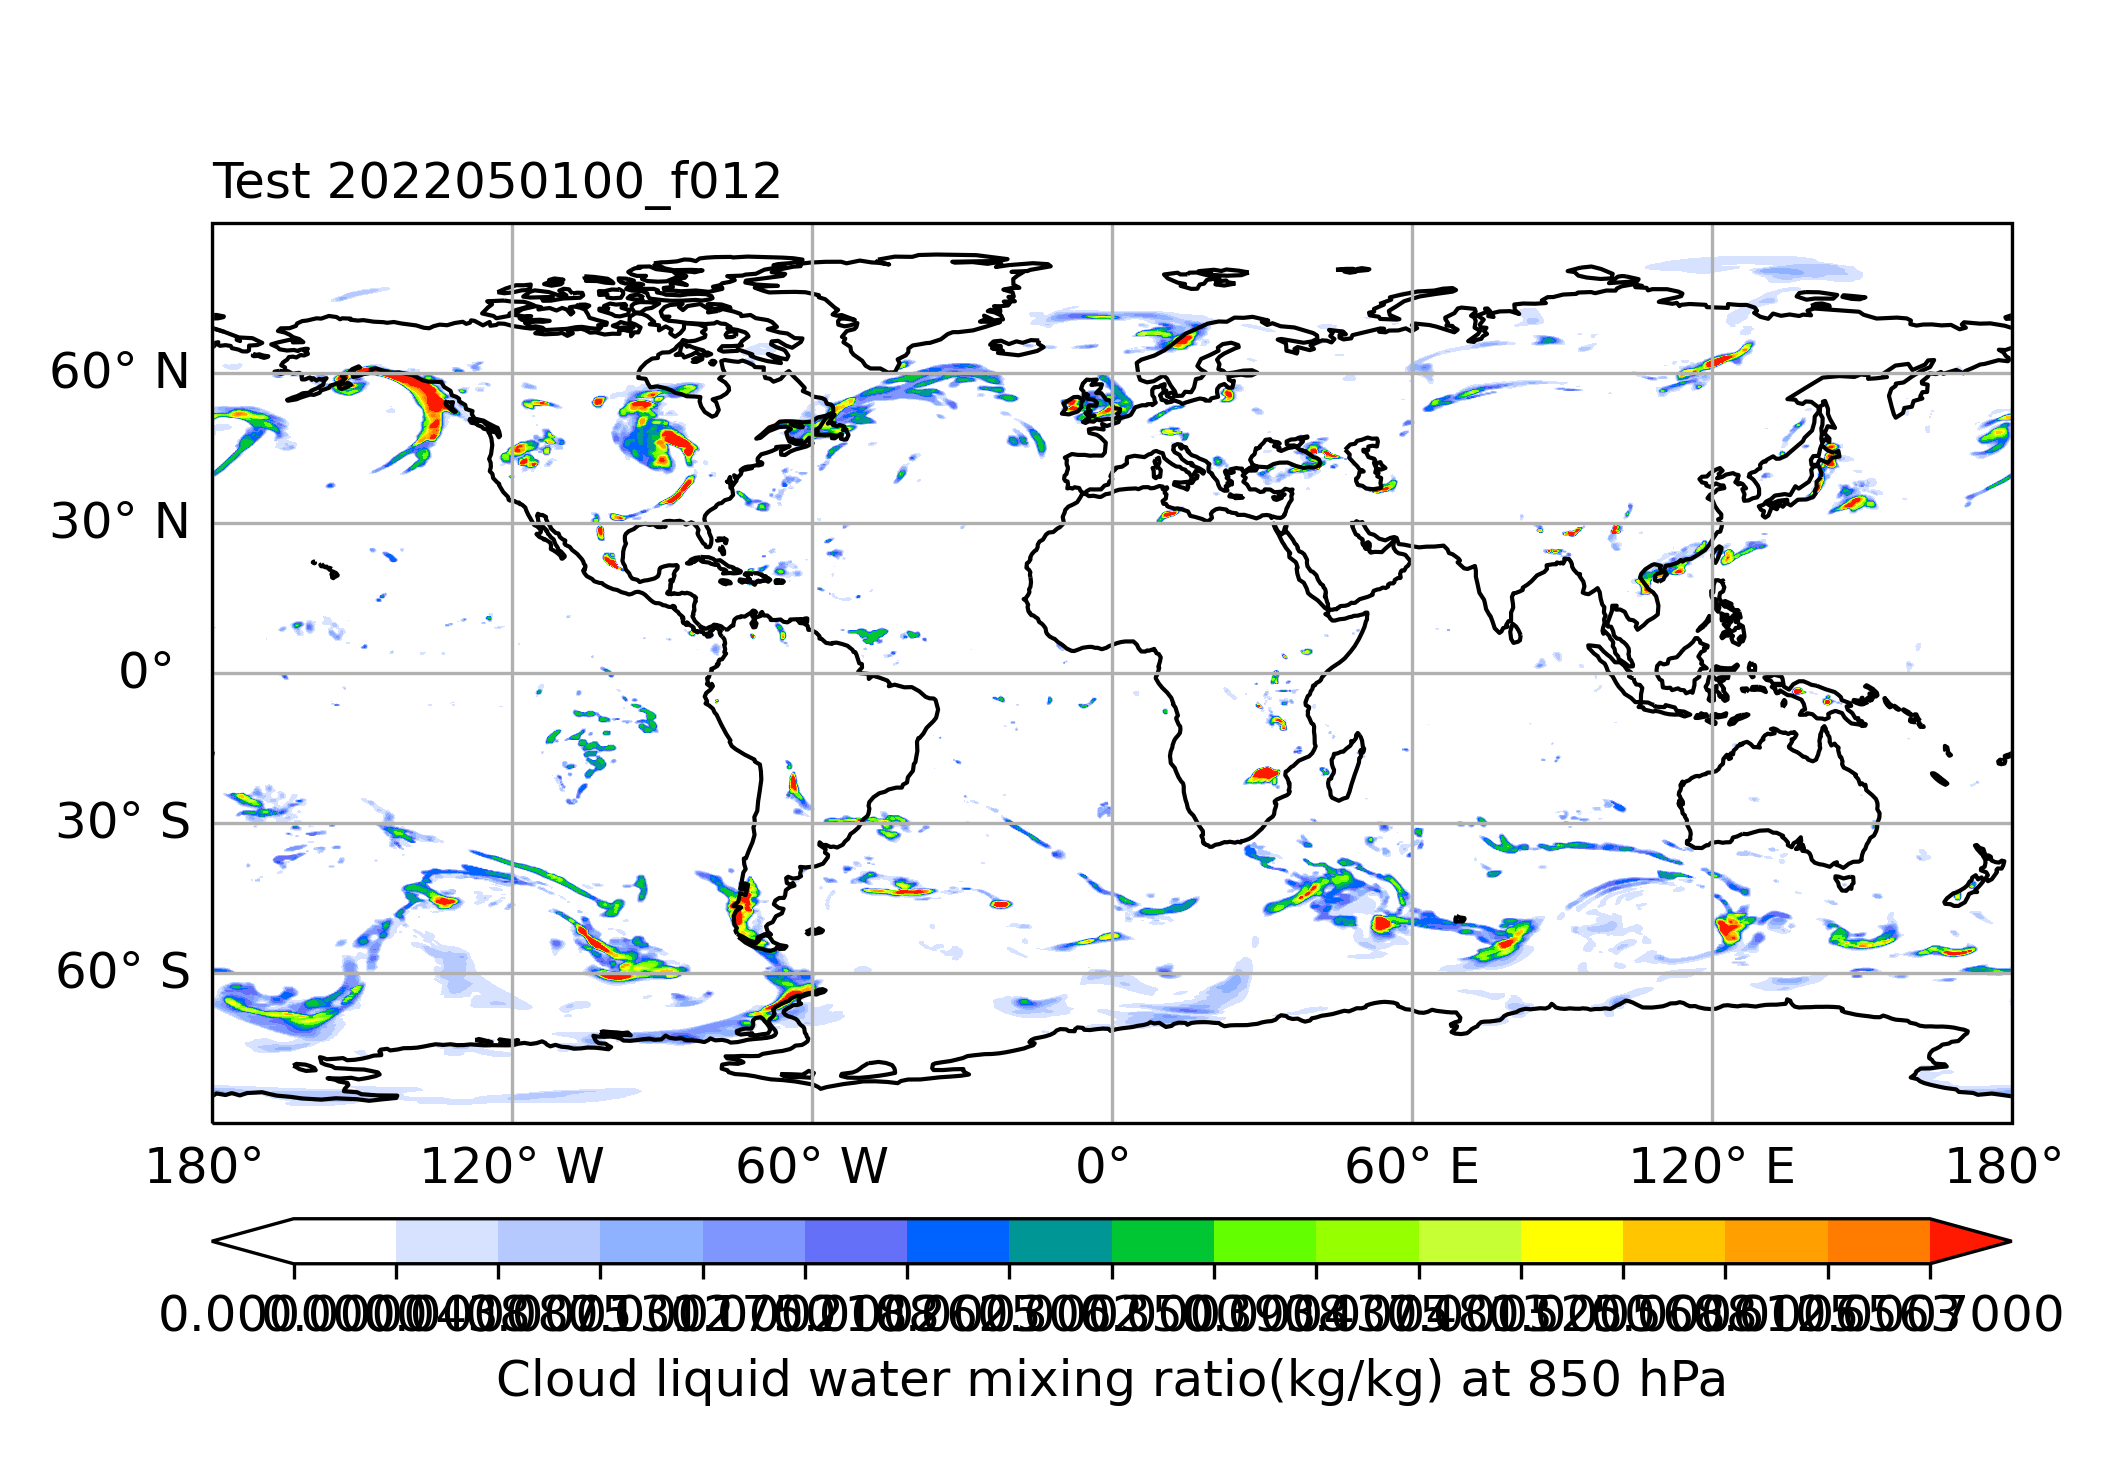 Test 2022050100_f012
60° N
30° N
0°
30° S
60° S
180° 120° W 60° W 0° 60° E 120° E 180°
Cloud liquid water mixing ratio(kg/kg) at 850 hPa